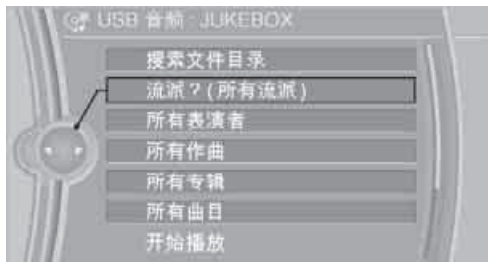 USB 音频:JUKEBOX
搜索文件目录
流派?(所有流派)
所有表演者
所有作曲
所有专辑
所有曲目
开始播放